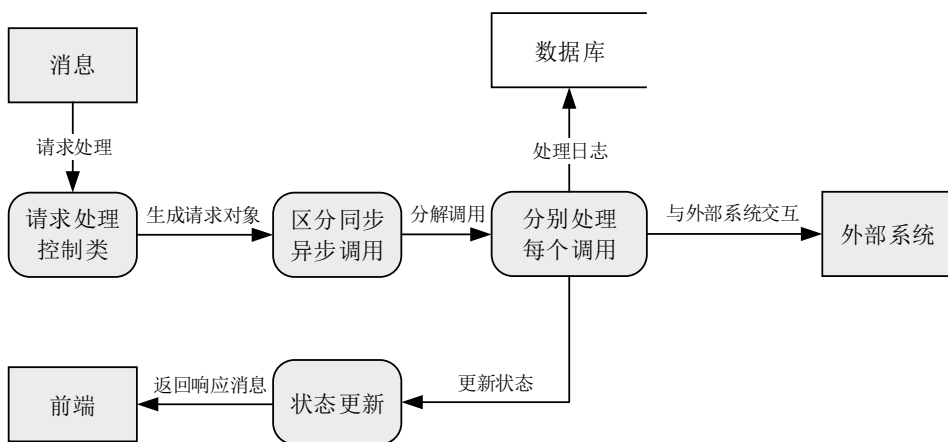 消息
数据库
请求处理
处理日志
请求处理
控制类
生成请求对象
区分同步
异步调用
分解调用
分别处理
每个调用
与外部系统交互
外部系统
更新状态
前端
返回响应消息
状态更新